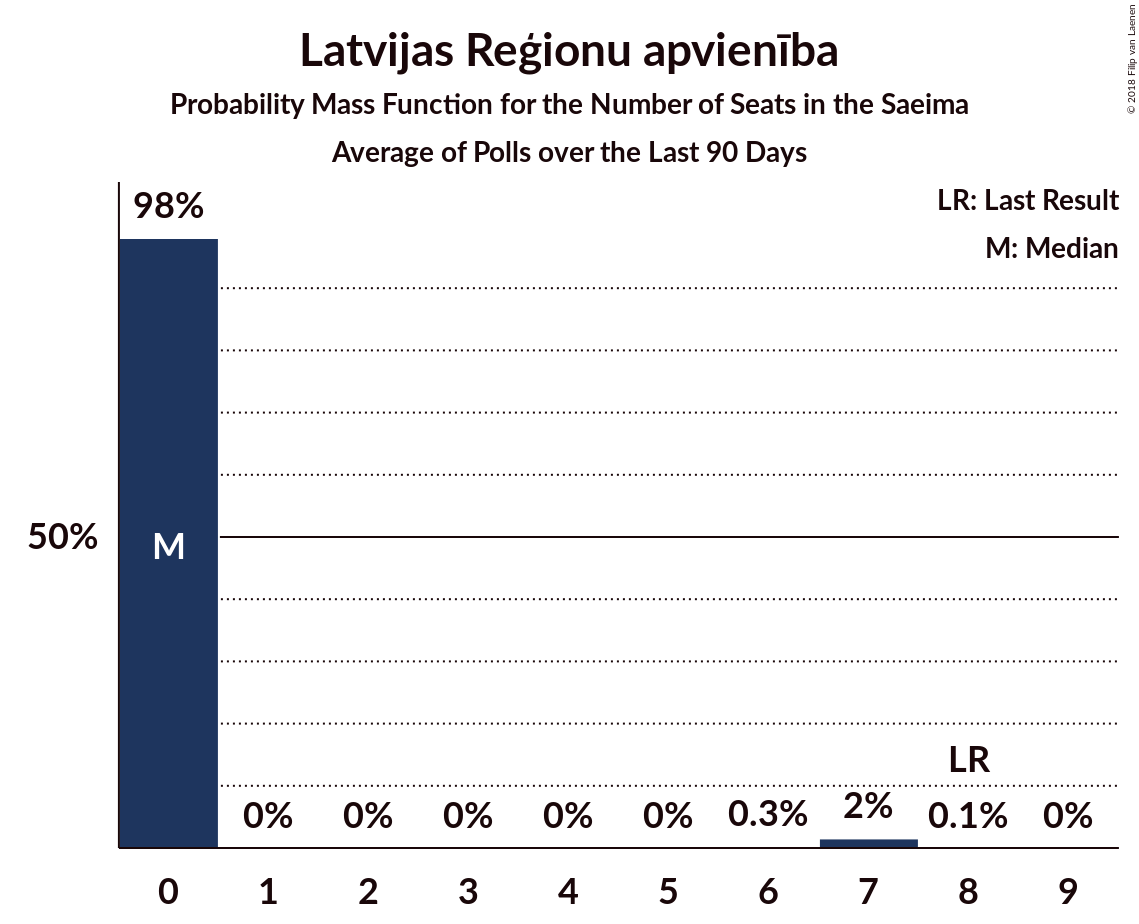 Latvijas Reģionu apvienība
Probability Mass Function for the Number of Seats in the Saeima
Average of Polls over the Last 90 Days
© 2018 Filip van Laenen
LR: Last Result
M: Median
98%
50%
M
LR
0% 0% 0% 0% 0% 0.3% 2% 0.1% 0%
0 1 2 3 4 5 6 7 8 9